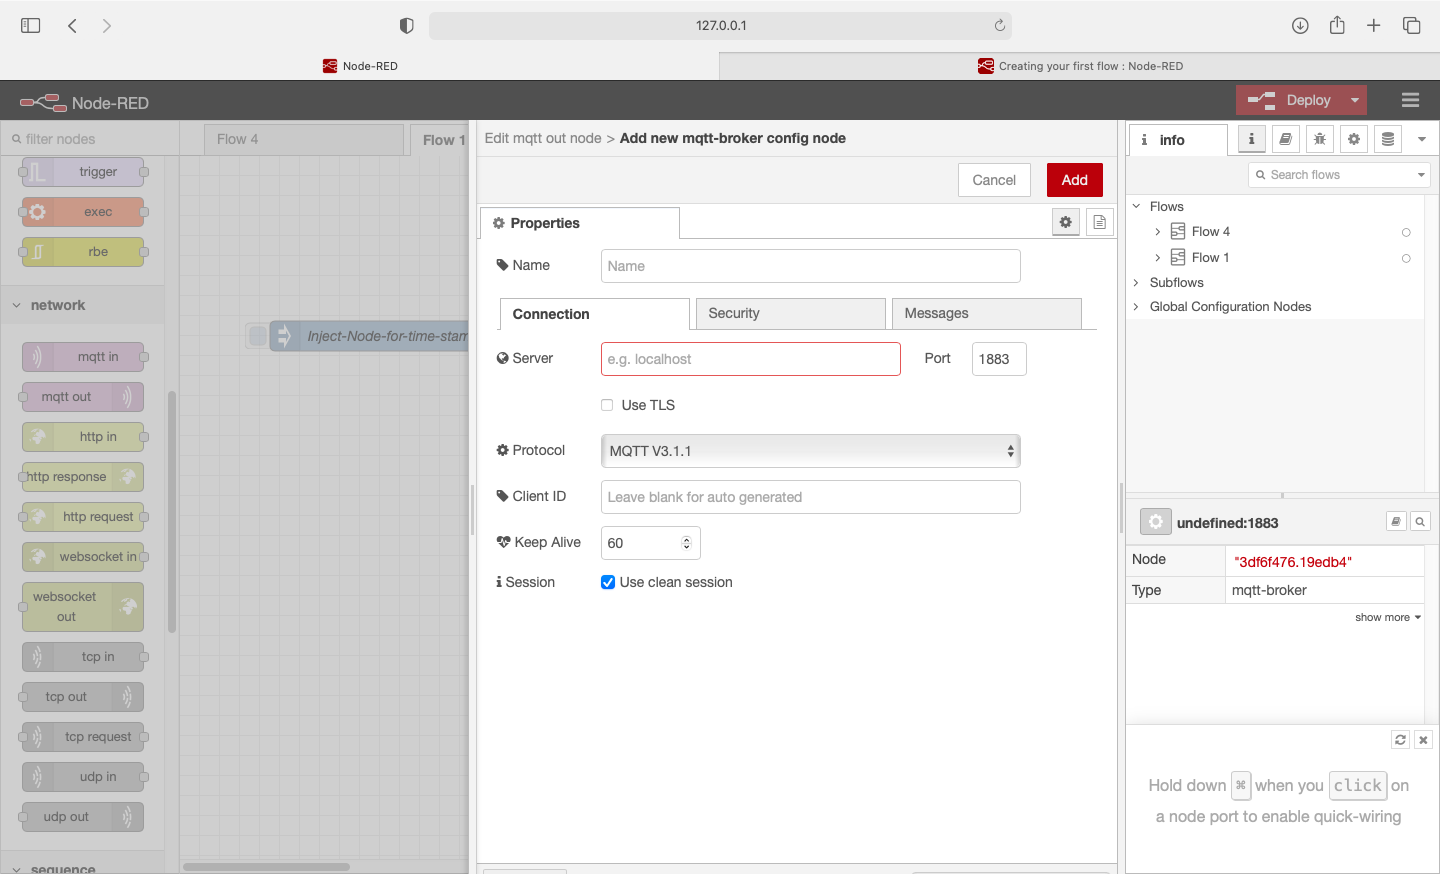 127.0.0.1
Node-RED
Creating your first flow : Node-RED
Node-RED
Deploy
filter nodes
Flow 4
Flow 1
trigger
exec
rbe
network
mqtt in
mqtt out
http in
http response
http request
websocket in
websocket
out
tcp in
tcp out
tcp request
udp in
udp out
sequence
Inject-Node-for-time-stam
Edit mqtt out node > Add new mqtt-broker config node
Cancel
Add
Properties
Name
Name
Connection
Security
Messages
Server
e.g. localhost
Port
1883
Use TLS
Protocol
MQTT V3.1.1
Client ID
Leave blank for auto generated
Keep Alive
60
Session
Use clean session
info
Search flows
Flows
Flow 4
Flow 1
Subflows
Global Configuration Nodes
undefined:1883
Node
"3df6f476.19edb4"
Type
mqtt-broker
show more
Hold down ⌘ when you click on
a node port to enable quick-wiring